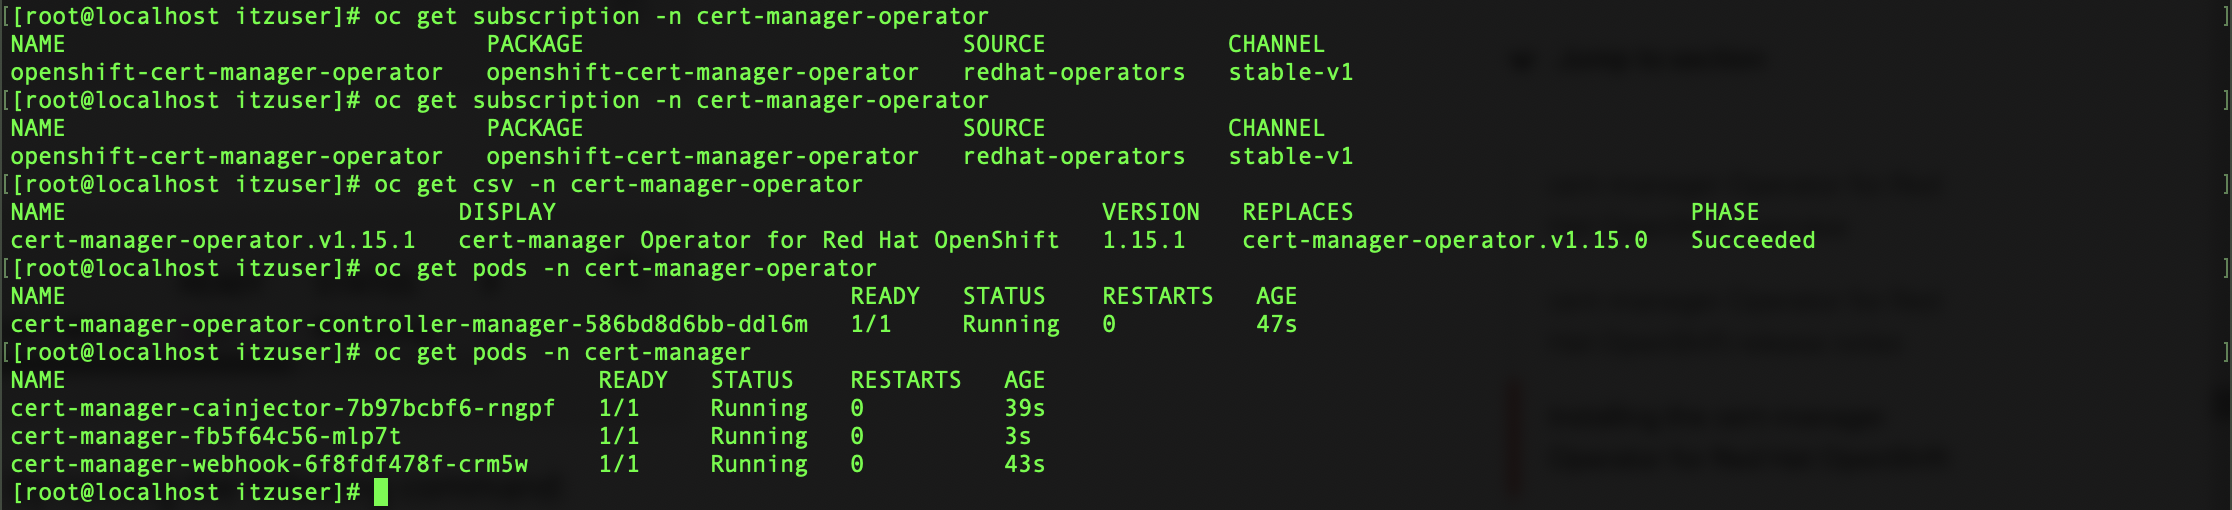 [[root@localhost itzuser]# oc get subscription -n cert-manager-operator ]
NAME PACKAGE SOURCE CHANNEL
openshift-cert-manager-operator openshift-cert-manager-operator redhat-operators stable-v1
[[root@localhost itzuser]# oc get subscription -n cert-manager-operator ]
NAME PACKAGE SOURCE CHANNEL
openshift-cert-manager-operator openshift-cert-manager-operator redhat-operators stable-v1
[[root@localhost itzuser]# oc get csv -n cert-manager-operator ]
NAME DISPLAY VERSION REPLACES PHASE
cert-manager-operator.v1.15.1 cert-manager Operator for Red Hat OpenShift 1.15.1 cert-manager-operator.v1.15.0 Succeeded
[[root@localhost itzuser]# oc get pods -n cert-manager-operator ]
NAME READY STATUS RESTARTS AGE
cert-manager-operator-controller-manager-586bd8d6bb-ddl6m 1/1 Running 0 47s
[[root@localhost itzuser]# oc get pods -n cert-manager ]
NAME READY STATUS RESTARTS AGE
cert-manager-cainjector-7b97bcbf6-rngpf 1/1 Running 0 39s
cert-manager-fb5f64c56-mlp7t 1/1 Running 0 3s
cert-manager-webhook-6f8fdf478f-crm5w 1/1 Running 0 43s
[root@localhost itzuser]#